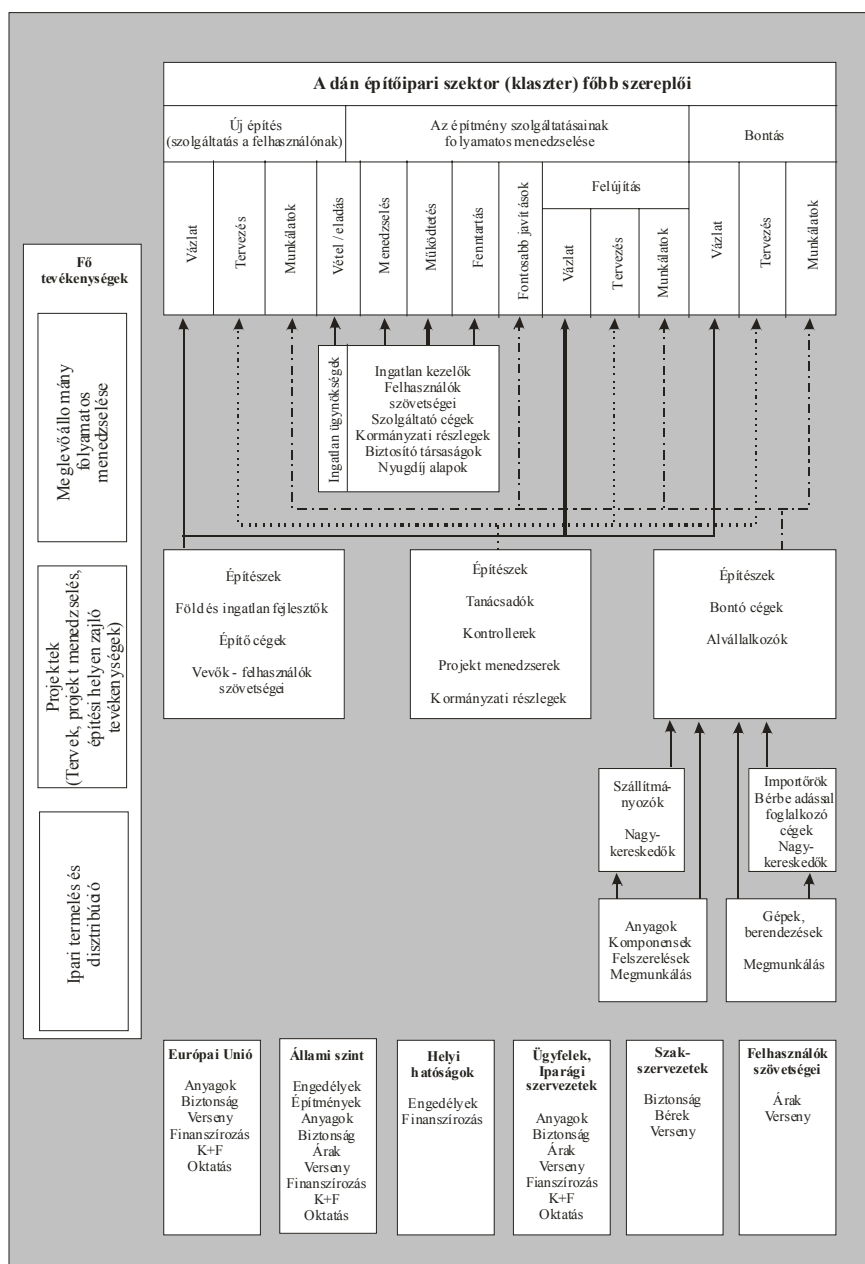 A dán építőipari szektor (klaszter) főbb szereplői
Új építés
(szolgáltatás a felhasználónak)
Az építmény szolgáltatásainak
folyamatos menedzselése
Bontás
Vázlat
Tervezés
Munkálatok
Vétel / eladás
Menedzselés
Működtetés
Fenntartás
Fontosabb javítások
Felújítás
Vázlat
Tervezés
Munkálatok
Vázlat
Tervezés
Munkálatok
Fő
tevékenységek
Meglevő állomány
folyamatos
menedzselése
Ingatlan ügynökségek
Ingatlan kezelők
Felhasználók
szövetségei
Szolgáltató cégek
Kormányzati részlegek
Biztosító társaságok
Nyugdíj alapok
Projektek
(Tervek, projekt menedzselés,
építési helyen zajló
tevékenységek)
Építészek
Föld és ingatlan fejlesztők
Építő cégek
Vevők - felhasználók
szövetségei
Építészek
Tanácsadók
Kontrollerek
Projekt menedzserek
Kormányzati részlegek
Építészek
Bontó cégek
Alvállalkozók
Ipari termelés és
disztribúció
Szállítmá-
nyozók
Nagy-
kereskedők
Importőrök
Bérbe adással
foglalkozó
cégek
Nagy-
kereskedők
Anyagok
Komponensek
Felszerelések
Megmunkálás
Gépek,
berendezések
Megmunkálás
Európai Unió
Anyagok
Biztonság
Verseny
Finanszírozás
K+F
Oktatás
Állami szint
Engedélyek
Építmények
Anyagok
Biztonság
Árak
Verseny
Finanszírozás
K+F
Oktatás
Helyi
hatóságok
Engedélyek
Finanszírozás
Ügyfelek,
Iparági
szervezetek
Anyagok
Biztonság
Árak
Verseny
Fianszírozás
K+F
Oktatás
Szak-
szervezetek
Biztonság
Bérek
Verseny
Felhasználók
szövetségei
Árak
Verseny